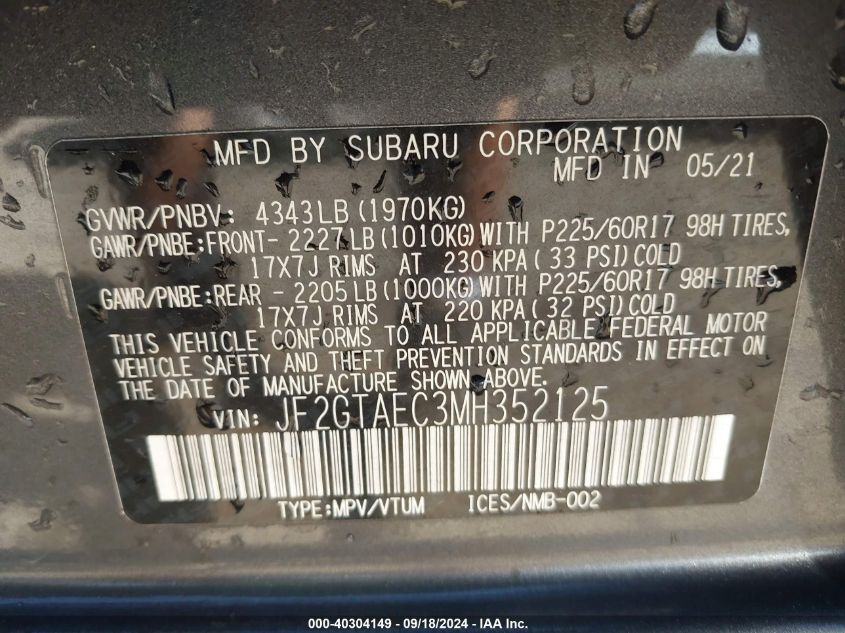 MFD BY SUBARU CORPORATION
MFD IN 05/21
GVWR/PNBV: 4343LB(1970KG)
GAWR/PNBE:FRONT- 2227LB(1010KG)WITH P225/60R17 98H TIRES,
17X7J RIMS AT 230 KPA(33 PSI)COLD
GAWR/PNBE:REAR - 2205LB(1000KG)WITH P225/60R17 98H TIRES,
17X7J RIMS AT 220 KPA(32 PSI)COLD
THIS VEHICLE CONFORMS TO ALL APPLICABLE FEDERAL MOTOR
VEHICLE SAFETY AND THEFT PREVENTION STANDARDS IN EFFECT ON
THE DATE OF MANUFACTURE SHOWN ABOVE.
VIN: JF2GTAEC3MH352125
TYPE:MPV/VTUM ICES/NMB-002
000-40304149 - 09/18/2024 - IAA Inc.